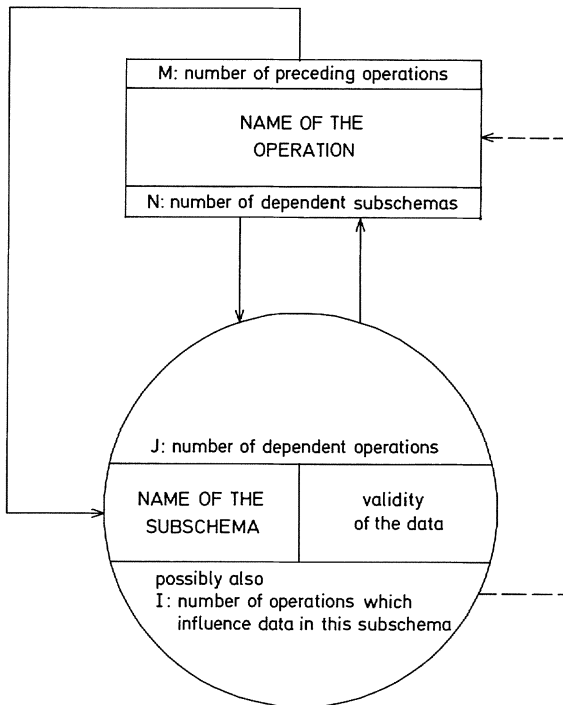 M: number of preceding operations
NAME OF THE
OPERATION
N: number of dependent subschemas
J: number of dependent operations
NAME OF THE
SUBSCHEMA
validity
of the data
possibly also
I: number of operations which
influence data in this subschema